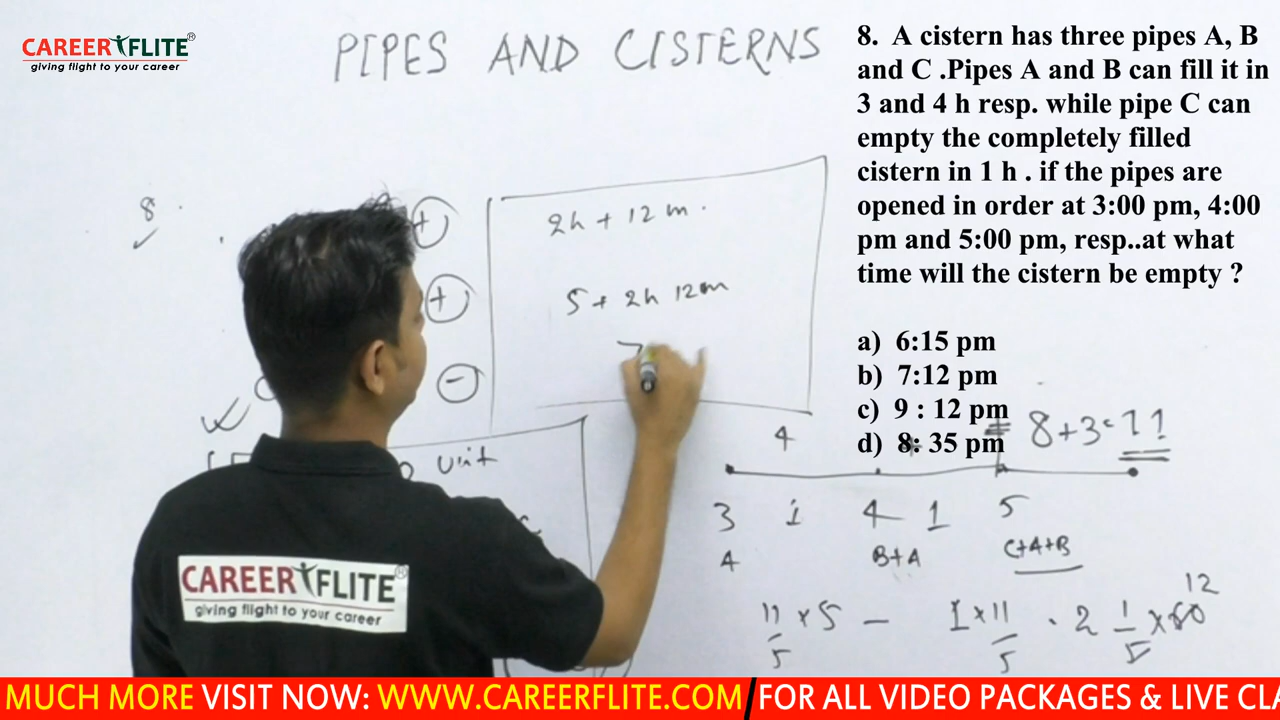 CAREER FLITE®
giving flight to your career
PIPES AND CISTERNS
8. A cistern has three pipes A, B
and C .Pipes A and B can fill it in
3 and 4 h resp. while pipe C can
empty the completely filled
cistern in 1 h . if the pipes are
opened in order at 3:00 pm, 4:00
pm and 5:00 pm, resp..at what
time will the cistern be empty ?
a) 6:15 pm
b) 7:12 pm
c) 9 : 12 pm
d) 8: 35 pm
8 .
+
2h + 12 m .
+
5 + 2h 12m
7
-
unit
4
8+3=11
3 1 4 1 5
A B+A C+A+B
11/5 × 5 — 1 × 11/5 . 2 1/5 × 60 12
CAREER FLITE®
giving flight to your career
MUCH MORE VISIT NOW: WWW.CAREERFLITE.COM / FOR ALL VIDEO PACKAGES & LIVE CLA